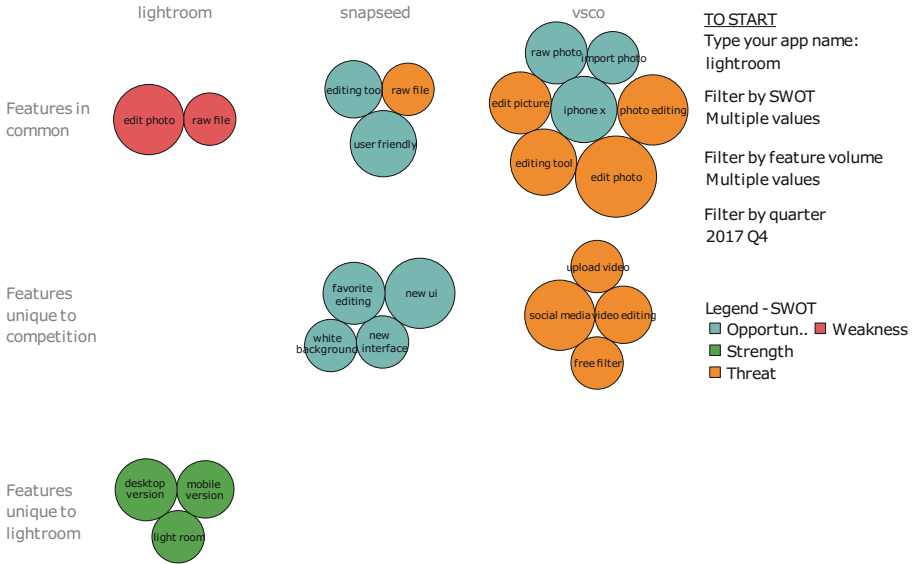 lightroom
snapseed
vsco
TO START
Type your app name:
lightroom
Filter by SWOT
Multiple values
Filter by feature volume
Multiple values
Filter by quarter
2017 Q4
Features in
common
edit photo
raw file
editing too
raw file
user friendly
raw photo
import photo
edit picture
iphone x
photo editing
editing tool
edit photo
Features
unique to
competition
favorite
editing
new ui
white
background
new
interface
upload video
social media
video editing
free filter
Legend - SWOT
Opportun..
Weakness
Strength
Threat
Features
unique to
lightroom
desktop
version
mobile
version
light room